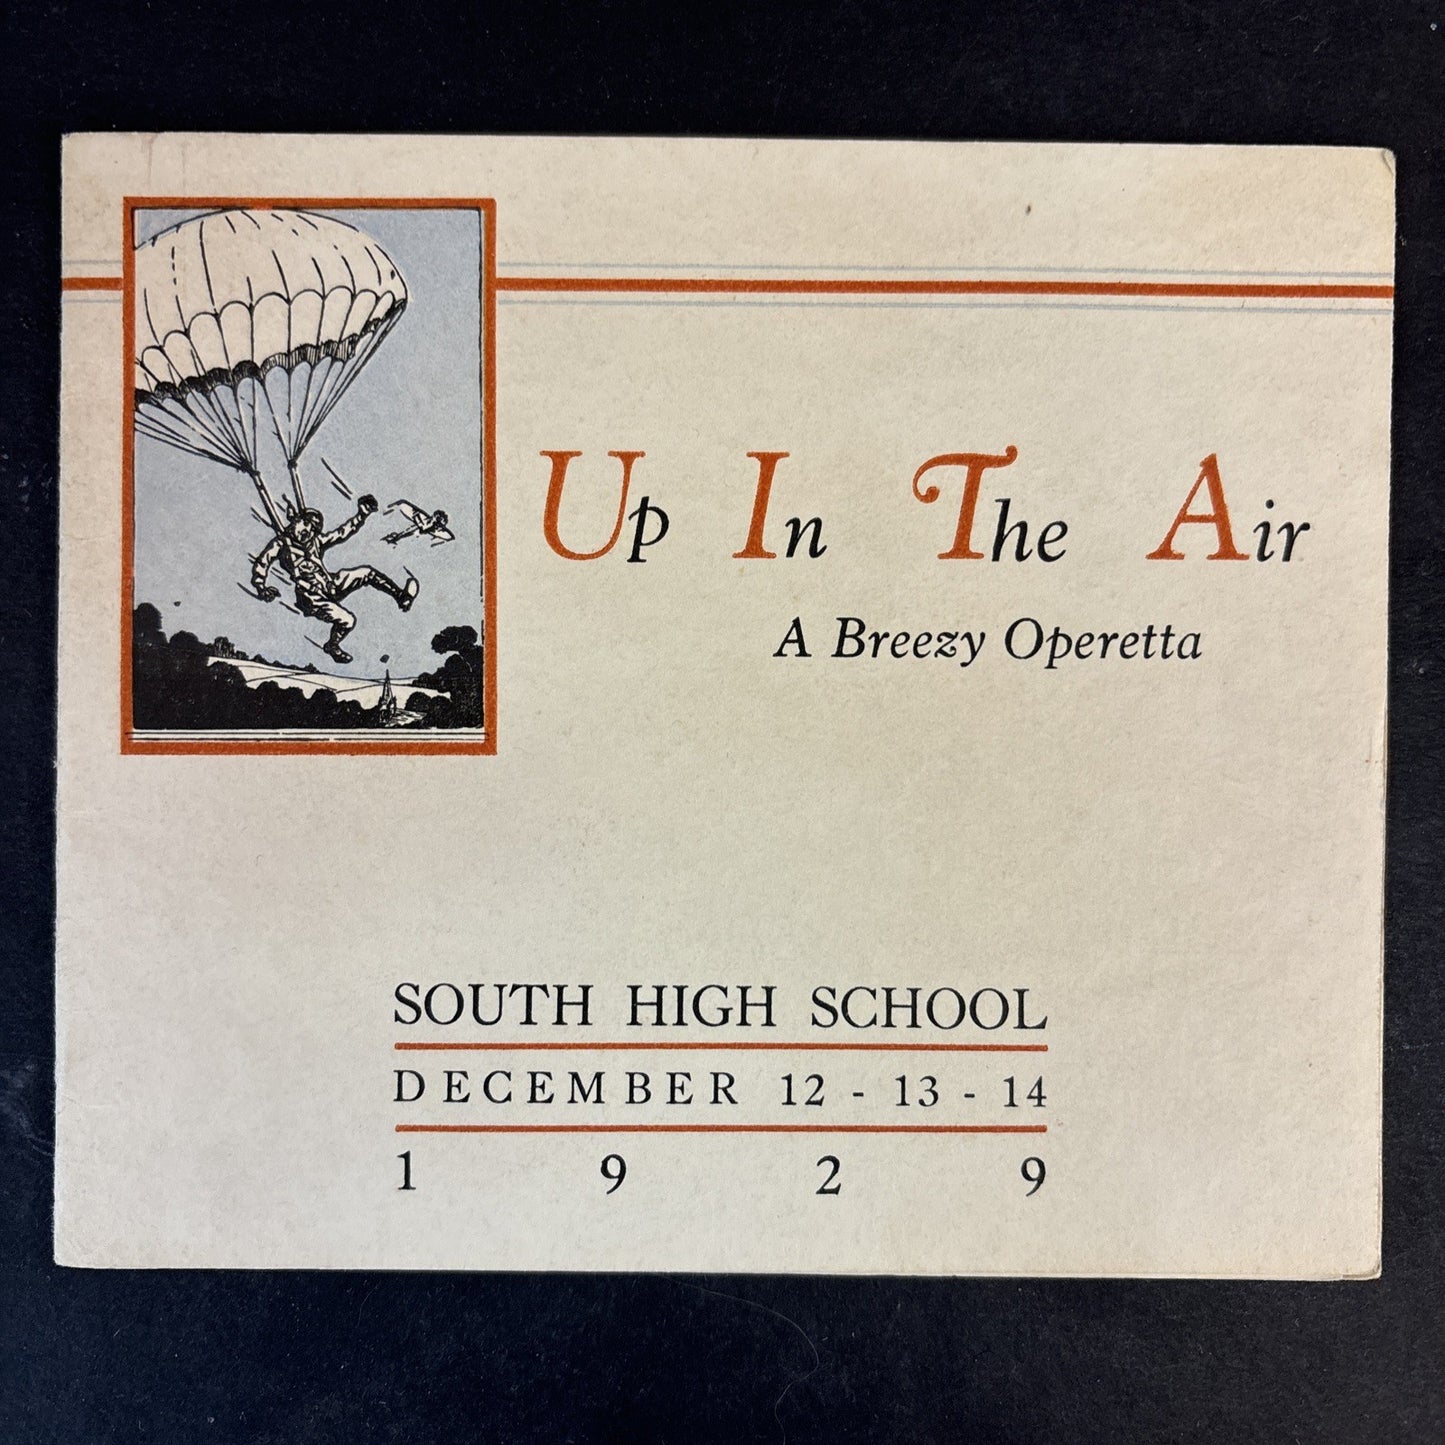 Up In The Air
A Breezy Operetta
SOUTH HIGH SCHOOL
DECEMBER 12 - 13 - 14
1 9 2 9